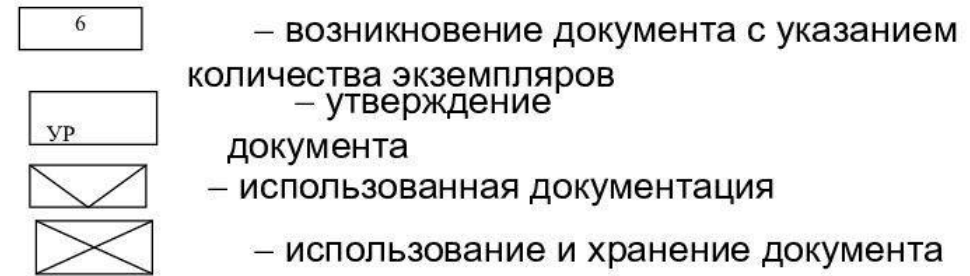 6
– возникновение документа с указанием
количества экземпляров
– утверждение
УР
документа
– использованная документация
– использование и хранение документа